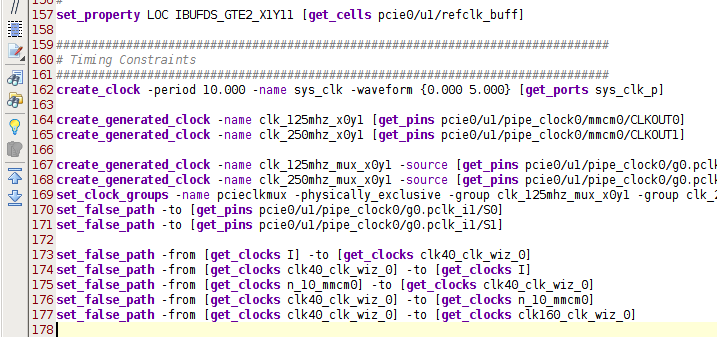 156#
157 set_property LOC IBUFDS_GTE2_X1Y11 [get_cells pcie0/u1/refclk_buff]
158
159 ###############################################################################
160 # Timing Constraints
161 ###############################################################################
162 create_clock -period 10.000 -name sys_clk -waveform {0.000 5.000} [get_ports sys_clk_p]
163
164 create_generated_clock -name clk_125mhz_x0y1 [get_pins pcie0/u1/pipe_clock0/mmcm0/CLKOUT0]
165 create_generated_clock -name clk_250mhz_x0y1 [get_pins pcie0/u1/pipe_clock0/mmcm0/CLKOUT1]
166
167 create_generated_clock -name clk_125mhz_mux_x0y1 -source [get_pins pcie0/u1/pipe_clock0/g0.pclk
168 create_generated_clock -name clk_250mhz_mux_x0y1 -source [get_pins pcie0/u1/pipe_clock0/g0.pclk
169 set_clock_groups -name pcieclkmux -physically_exclusive -group clk_125mhz_mux_x0y1 -group clk_2
170 set_false_path -to [get_pins pcie0/u1/pipe_clock0/g0.pclk_i1/S0]
171 set_false_path -to [get_pins pcie0/u1/pipe_clock0/g0.pclk_i1/S1]
172
173 set_false_path -from [get_clocks I] -to [get_clocks clk40_clk_wiz_0]
174 set_false_path -from [get_clocks clk40_clk_wiz_0] -to [get_clocks I]
175 set_false_path -from [get_clocks n_10_mmcm0] -to [get_clocks clk40_clk_wiz_0]
176 set_false_path -from [get_clocks clk40_clk_wiz_0] -to [get_clocks n_10_mmcm0]
177 set_false_path -from [get_clocks clk40_clk_wiz_0] -to [get_clocks clk160_clk_wiz_0]
178